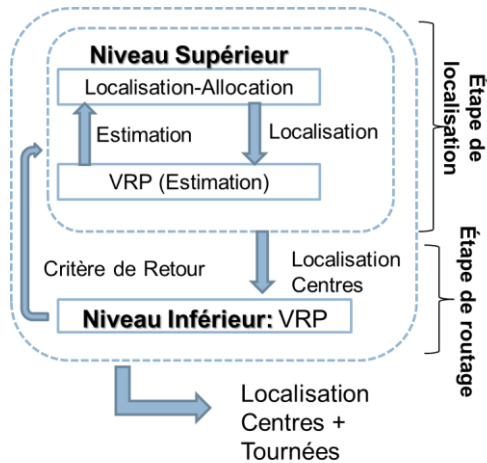 Niveau Supérieur
Localisation-Allocation
Estimation
Localisation
VRP (Estimation)
Étape de
localisation
Critère de Retour
Localisation
Centres
Niveau Inférieur: VRP
Étape de routage
Localisation
Centres +
Tournées